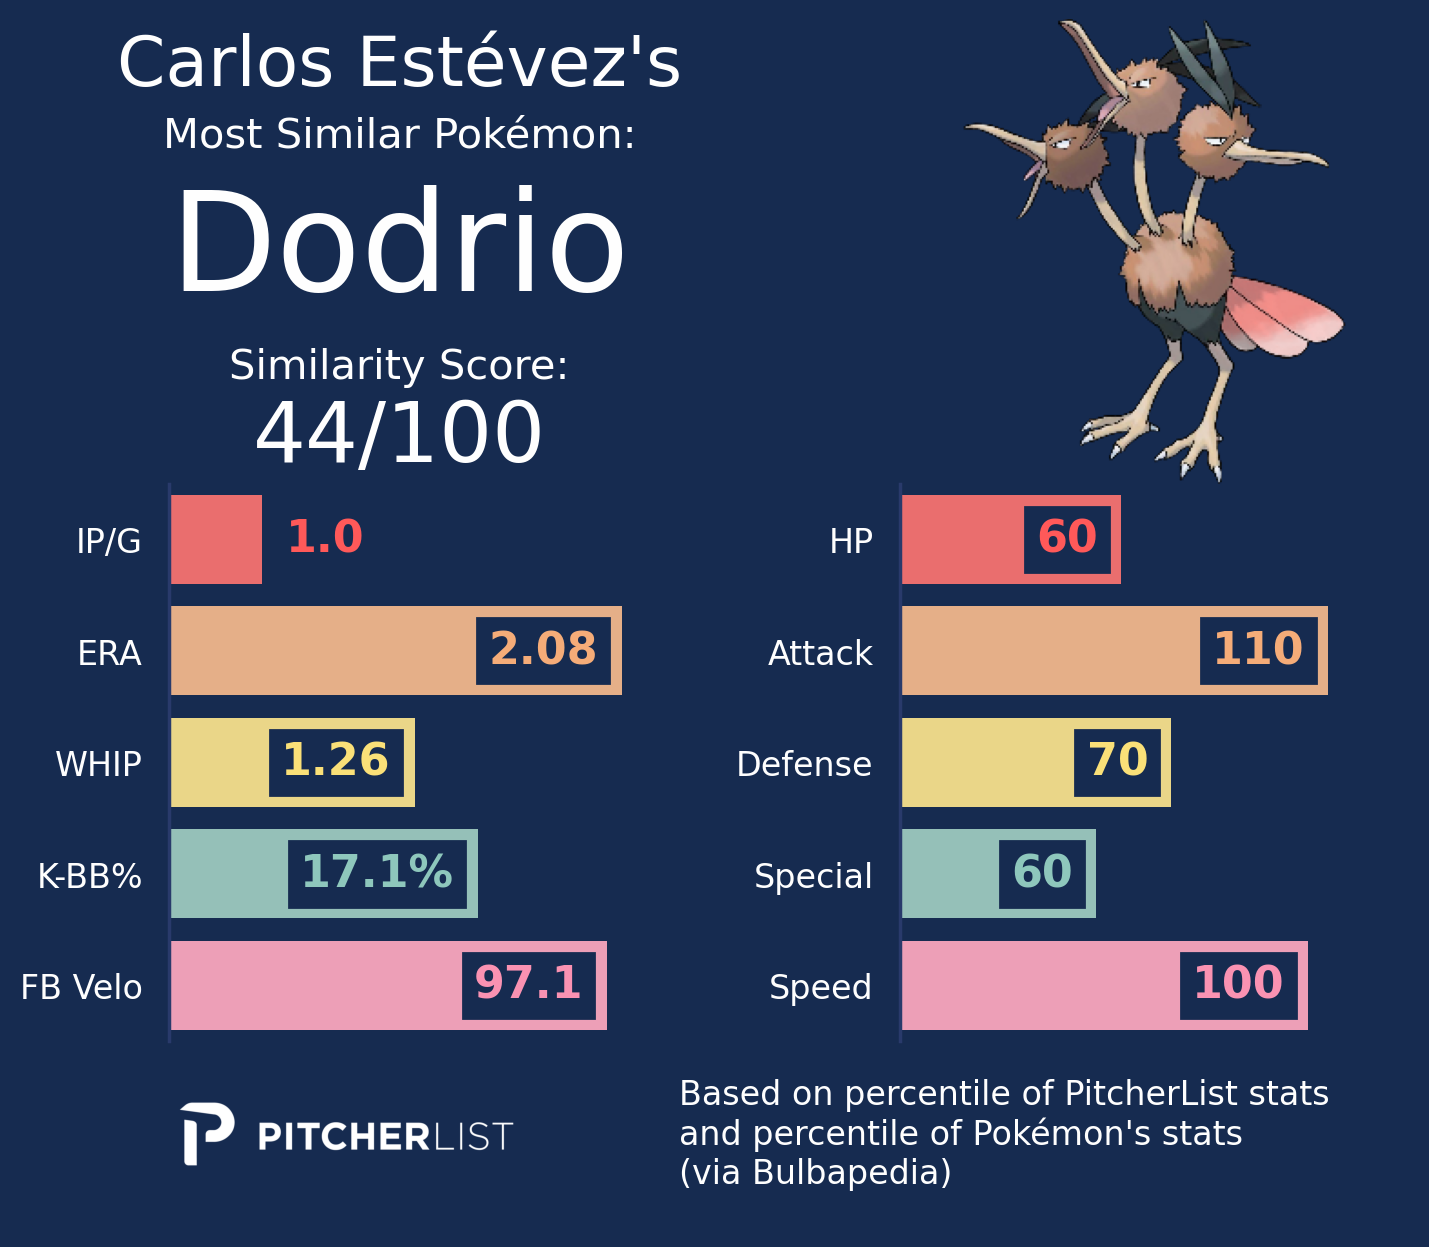 Carlos Estévez's
Most Similar Pokémon:
Dodrio
Similarity Score:
44/100
IP/G 1.0
ERA 2.08
WHIP 1.26
K-BB% 17.1%
FB Velo 97.1
HP 60
Attack 110
Defense 70
Special 60
Speed 100
PITCHERLIST
Based on percentile of PitcherList stats
and percentile of Pokémon's stats
(via Bulbapedia)